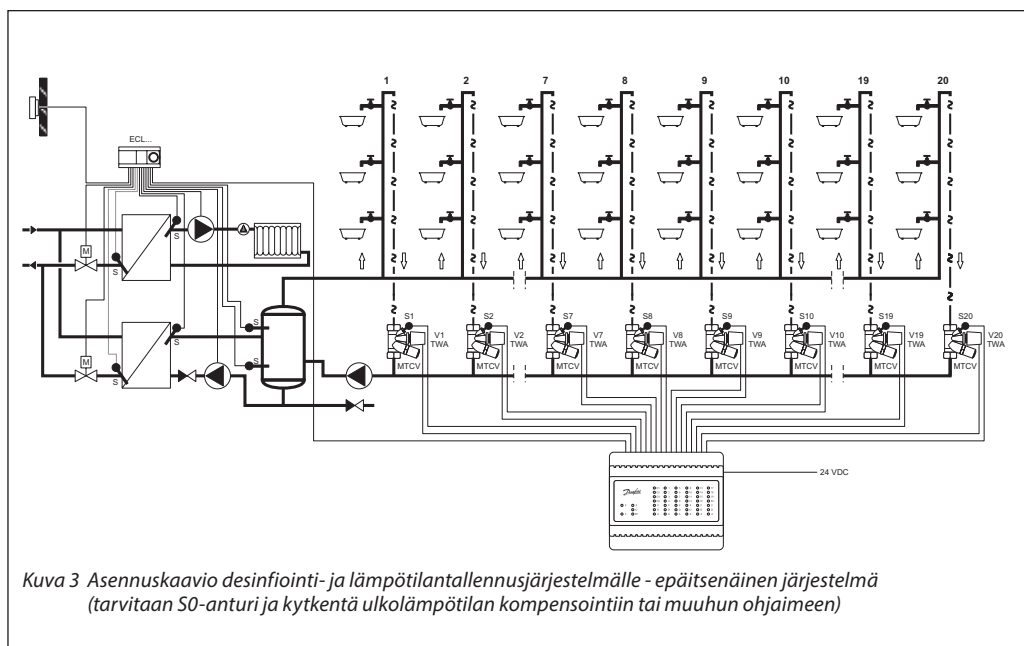 1 2 7 8 9 10 19 20
ECL...
S
M
S
S
S
M
S
S
S
S1 S2 S7 S8 S9 S10 S19 S20
V1 V2 V7 V8 V9 V10 V19 V20
TWA TWA TWA TWA TWA TWA TWA TWA
MTCV MTCV MTCV MTCV MTCV MTCV MTCV MTCV
24 VDC
Danfoss
Kuva 3 Asennuskaavio desinfiointi- ja lämpötilantallennusjärjestelmälle - epäitsenäinen järjestelmä
(tarvitaan S0-anturi ja kytkentä ulkolämpötilan kompensointiin tai muuhun ohjaimeen)